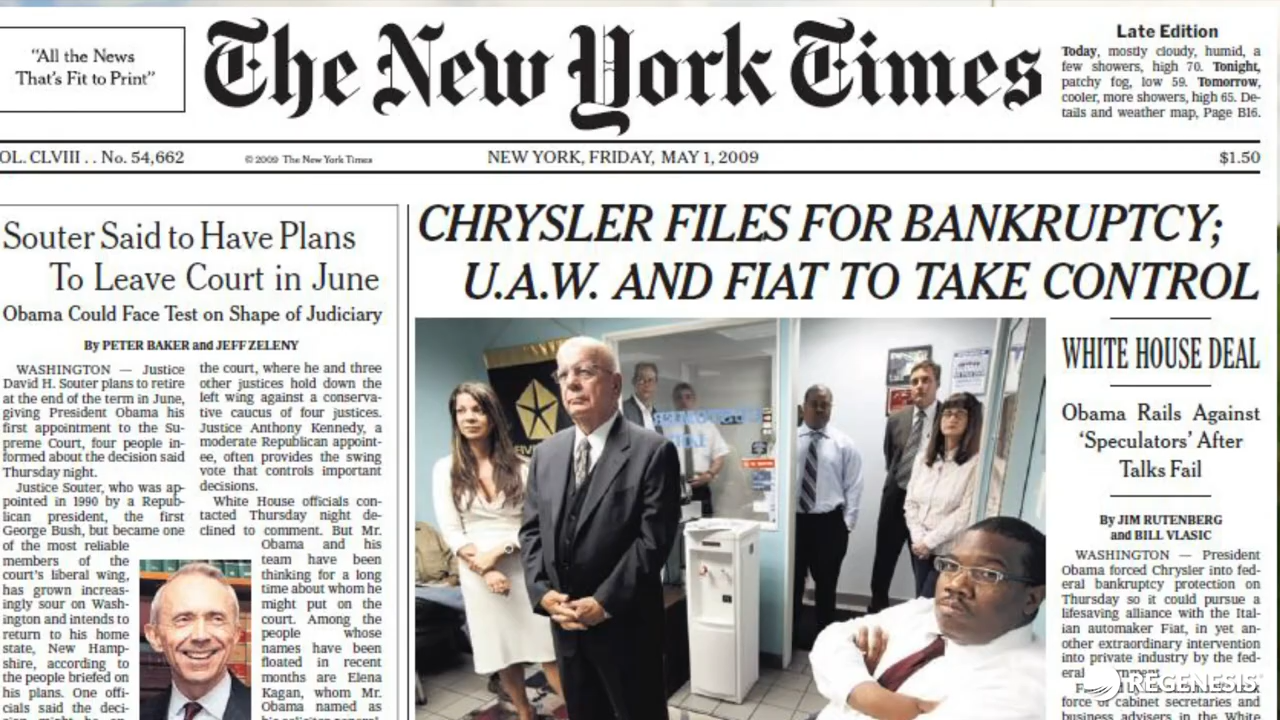 "All the News
That's Fit to Print"
The New York Times
Late Edition
Today, mostly cloudy, humid, a
few showers, high 70. Tonight,
patchy fog, low 59. Tomorrow,
cooler, more showers, high 65. De-
tails and weather map, Page B16.
OL. CLVIII . . No. 54,662
© 2009 The New York Times
NEW YORK, FRIDAY, MAY 1, 2009
$1.50
Souter Said to Have Plans
To Leave Court in June
Obama Could Face Test on Shape of Judiciary
By PETER BAKER and JEFF ZELENY
WASHINGTON — Justice
David H. Souter plans to retire
at the end of the term in June,
giving President Obama his
first appointment to the Su-
preme Court, four people in-
formed about the decision said
Thursday night.
Justice Souter, who was ap-
pointed in 1990 by a Repub-
lican president, the first
George Bush, but became one
of the most reliable
members of the
court's liberal wing,
has grown increas-
ingly sour on Wash-
ington and intends to
return to his home
state, New Hamp-
shire, according to
the people briefed on
his plans. One offi-
cials said the deci-
the court, where he and three
other justices hold down the
left wing against a conserva-
tive caucus of four justices.
Justice Anthony Kennedy, a
moderate Republican appoint-
ee, often provides the swing
vote that controls important
decisions.
White House officials con-
tacted Thursday night de-
clined to comment. But Mr.
Obama and his
team have been
thinking for a long
time about whom he
might put on the
court. Among the
people whose
names have been
floated in recent
months are Elena
Kagan, whom Mr.
Obama named as
CHRYSLER FILES FOR BANKRUPTCY;
U.A.W. AND FIAT TO TAKE CONTROL
WHITE HOUSE DEAL
Obama Rails Against
'Speculators' After
Talks Fail
By JIM RUTENBERG
and BILL VLASIC
WASHINGTON — President
Obama forced Chrysler into fed-
eral bankruptcy protection on
Thursday so it could pursue a
lifesaving alliance with the Ital-
ian automaker Fiat, in yet an-
other extraordinary intervention
into private industry by the fed-
eral
REGENESIS
force of cabinet secretaries and
business advisers in the White